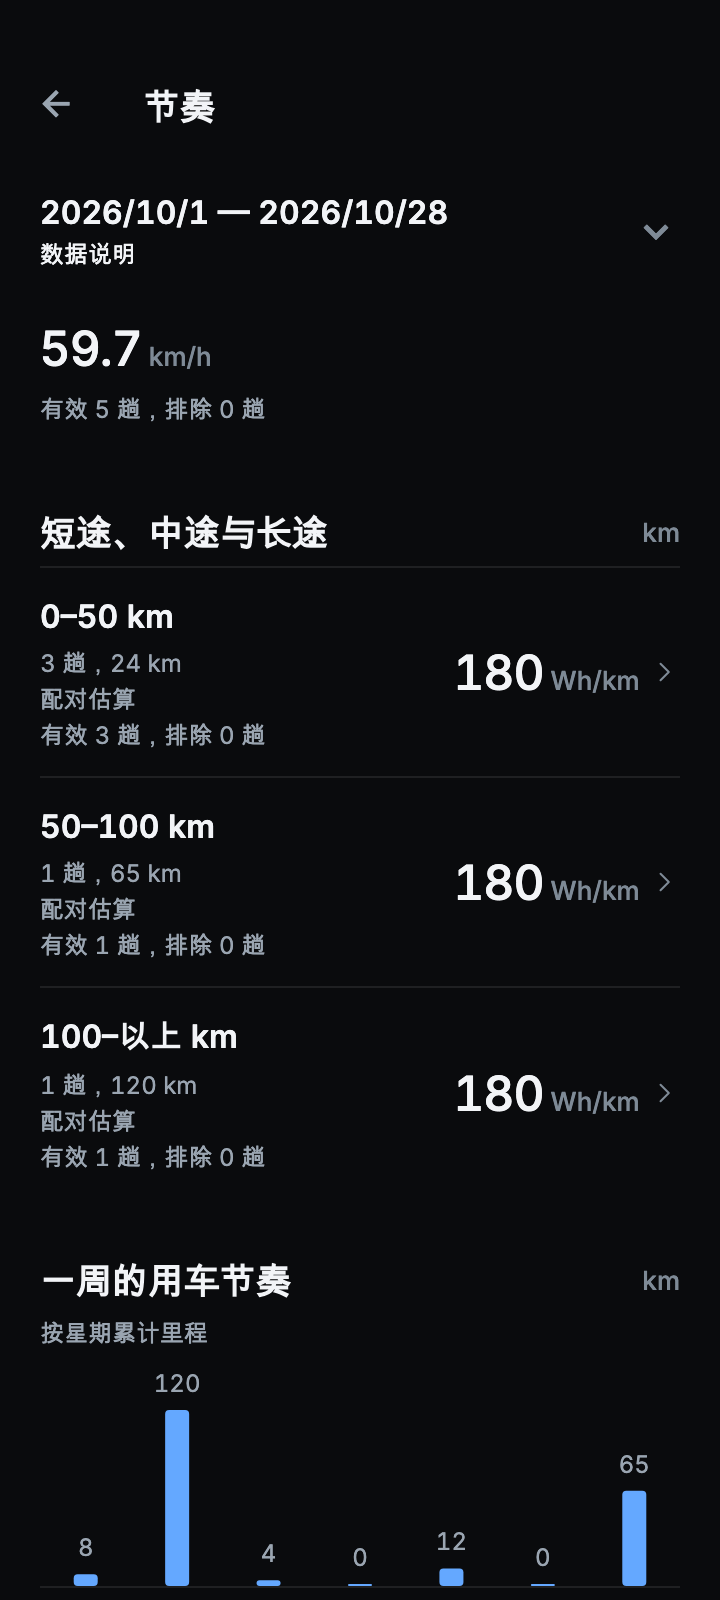 节奏
2026/10/1 — 2026/10/28
数据说明
59.7 km/h
有效 5 趟，排除 0 趟
短途、中途与长途 km
0–50 km
3 趟，24 km
配对估算
有效 3 趟，排除 0 趟
180 Wh/km
50–100 km
1 趟，65 km
配对估算
有效 1 趟，排除 0 趟
180 Wh/km
100–以上 km
1 趟，120 km
配对估算
有效 1 趟，排除 0 趟
180 Wh/km
一周的用车节奏 km
按星期累计里程
8 120 4 0 12 0 65